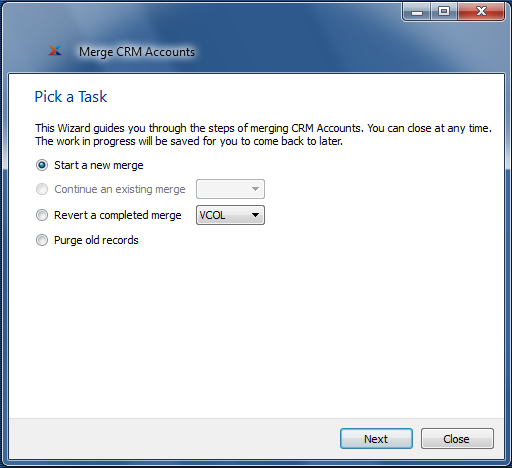 Merge CRM Accounts
Pick a Task
This Wizard guides you through the steps of merging CRM Accounts. You can close at any time.
The work in progress will be saved for you to come back to later.
Start a new merge
Continue an existing merge
Revert a completed merge VCOL
Purge old records
Next Close